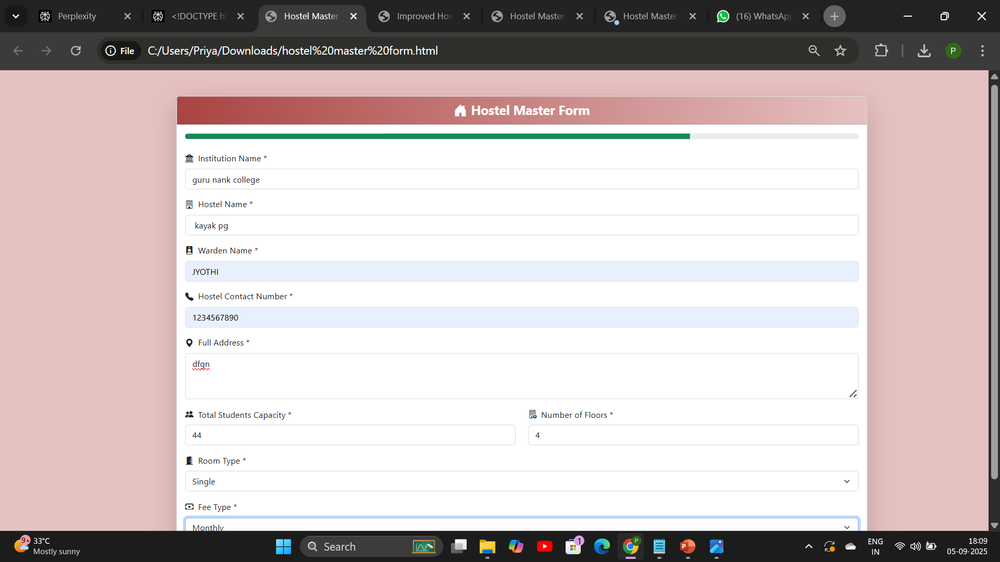 Perplexity
<!DOCTYPE ht
Hostel Master
Improved Hos
Hostel Master
Hostel Master
(16) WhatsApp
File
C:/Users/Priya/Downloads/hostel%20master%20form.html
P
Hostel Master Form
Institution Name *
guru nank college
Hostel Name *
kayak pg
Warden Name *
JYOTHI
Hostel Contact Number *
1234567890
Full Address *
dfgn
Total Students Capacity *
Number of Floors *
44
4
Room Type *
Single
Fee Type *
Monthly
9+
33°C
Mostly sunny
Search
1
P
P
ENG
IN
18:09
05-09-2025